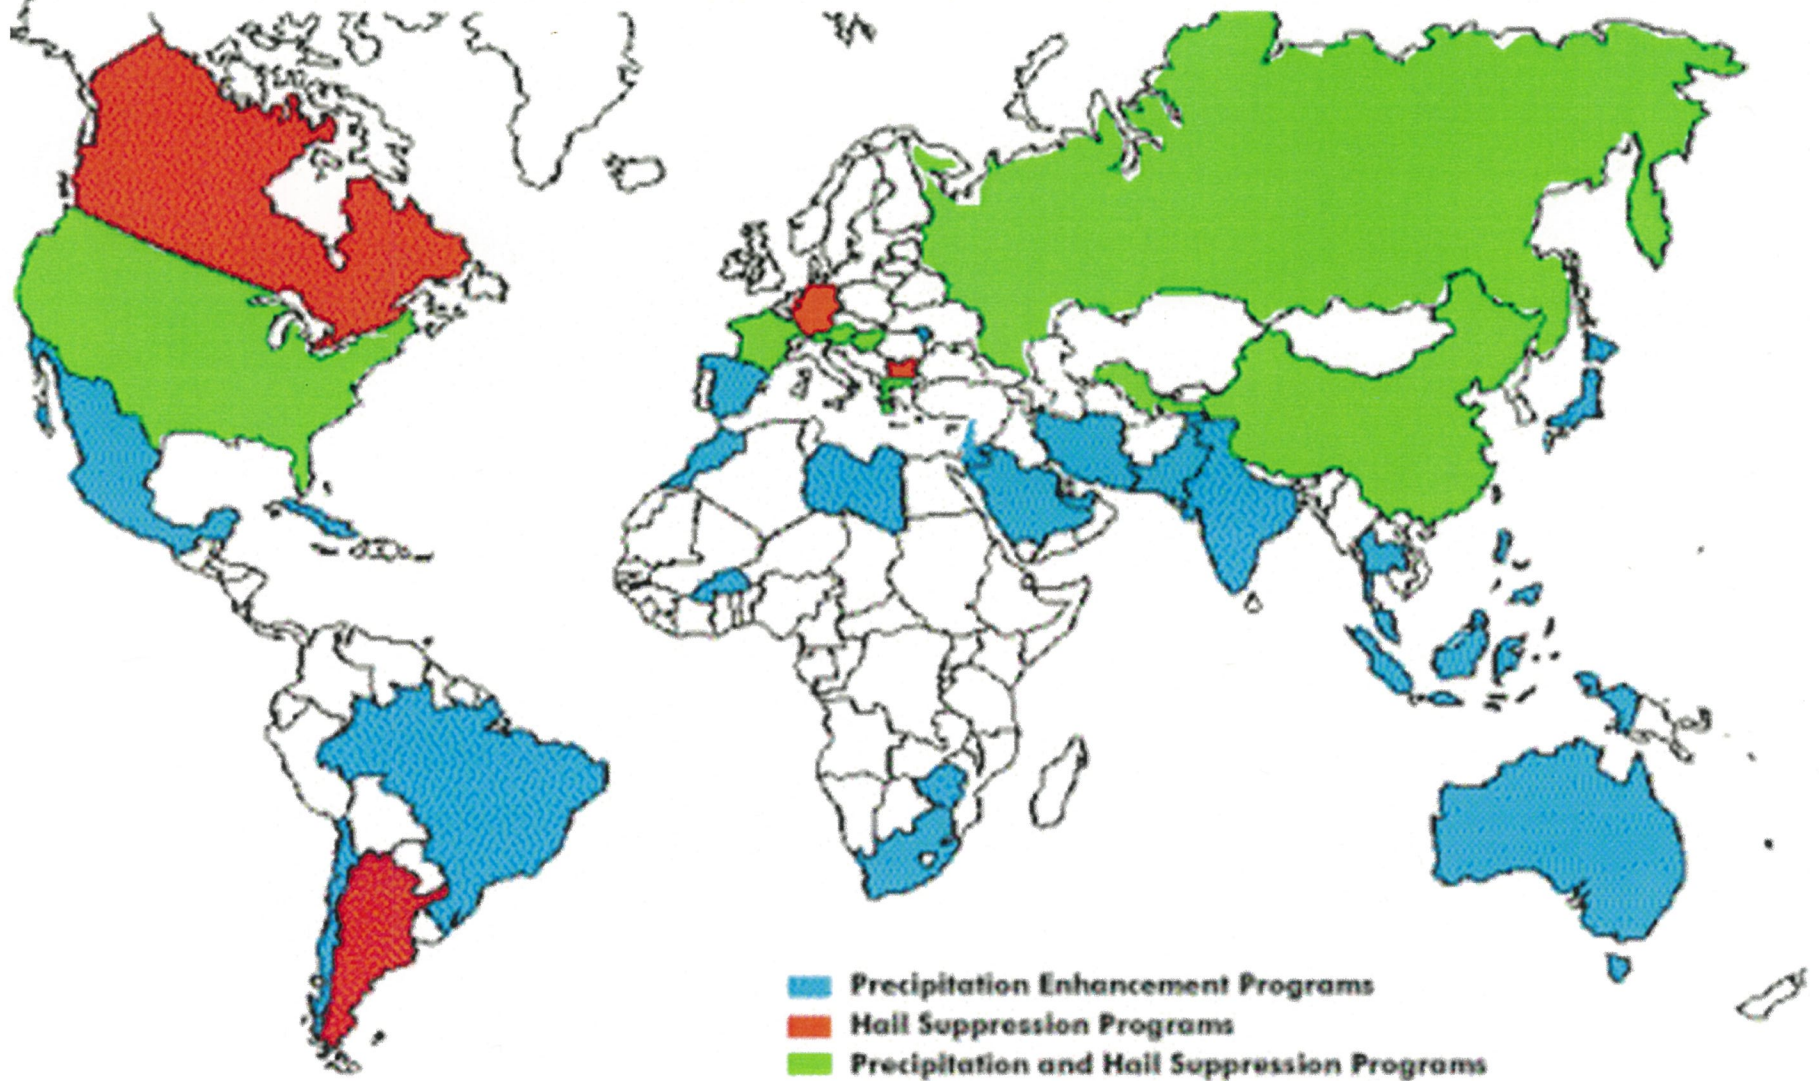 Precipitation Enhancement Programs
Hail Suppression Programs
Precipitation and Hail Suppression Programs